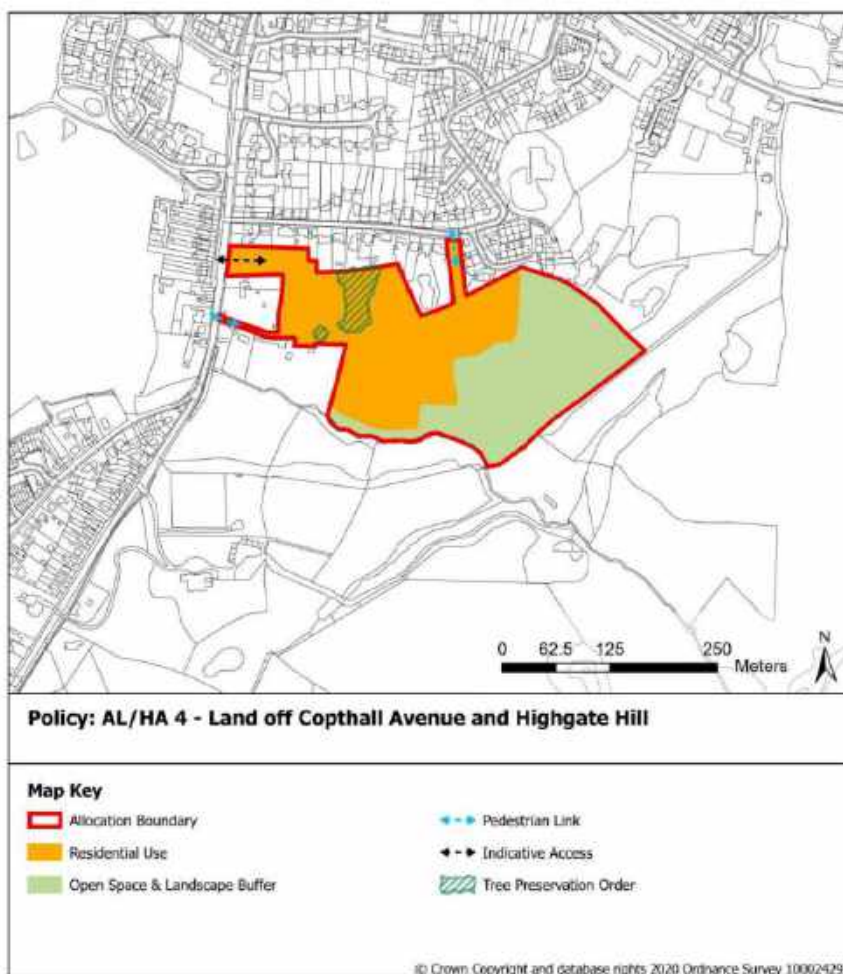 0 62.5 125 250
Meters
N
Policy: AL/HA 4 - Land off Copthall Avenue and Highgate Hill
Map Key
Allocation Boundary
Residential Use
Open Space & Landscape Buffer
Pedestrian Link
Indicative Access
Tree Preservation Order
© Crown Copyright and database rights 2020 Ordnance Survey 10002429